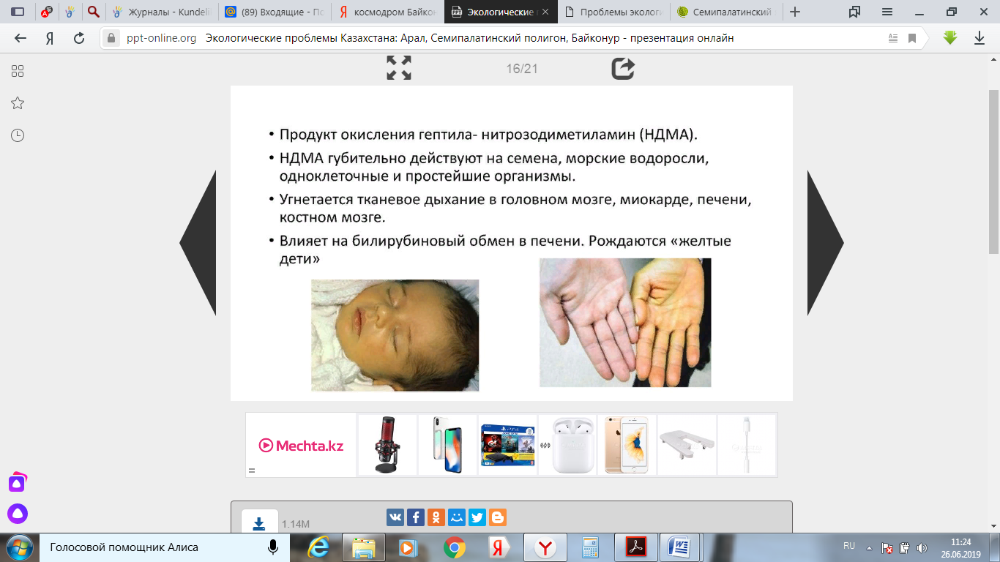 Журналы - Kundeli
(89) Входящие - По
космодром Байкон
Экологические п
Проблемы экологи
Семипалатинский
ppt-online.org Экологические проблемы Казахстана: Арал, Семипалатинский полигон, Байконур - презентация онлайн
16/21
• Продукт окисления гептила- нитрозодиметиламин (НДМА).
• НДМА губительно действуют на семена, морские водоросли,
одноклеточные и простейшие организмы.
• Угнетается тканевое дыхание в головном мозге, миокарде, печени,
костном мозге.
• Влияет на билирубиновый обмен в печени. Рождаются «желтые
дети»
Mechta.kz
1.14M
Голосовой помощник Алиса
RU
11:24
26.06.2019